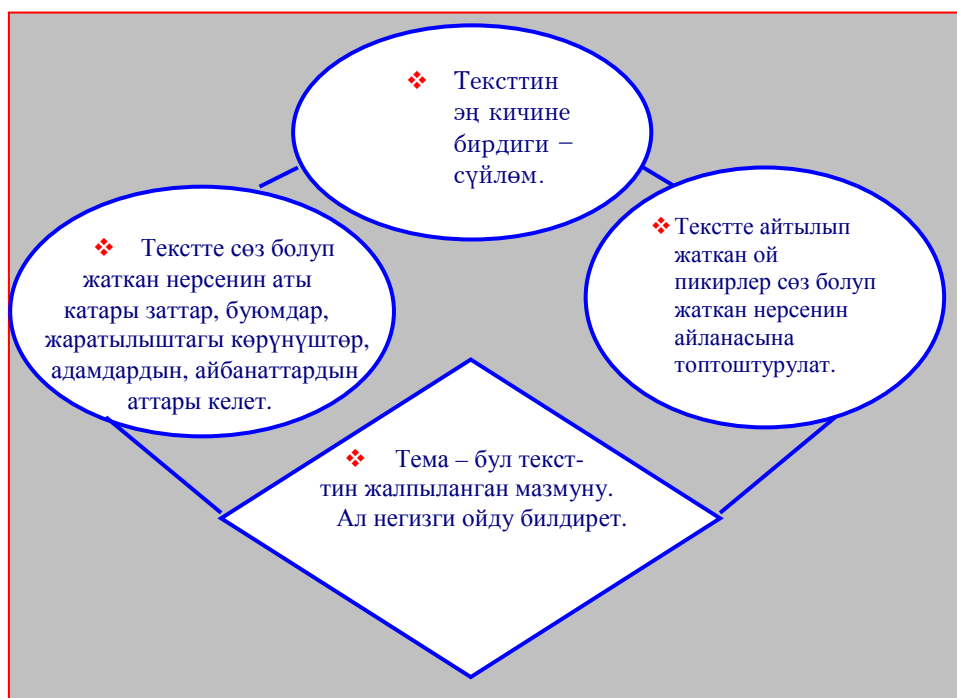 ❖ Тексттин
эң кичине
бирдиги –
сүйлөм.
❖ Текстте сөз болуп
жаткан нерсенин аты
катары заттар, буюмдар,
жаратылыштагы көрүнүштөр,
адамдардын, айбанаттардын
аттары келет.
❖ Текстте айтылып
жаткан ой
пикирлер сөз болуп
жаткан нерсенин
айланасына
топтоштурулат.
❖ Тема – бул текст-
тин жалпыланган мазмуну.
Ал негизги ойду билдирет.